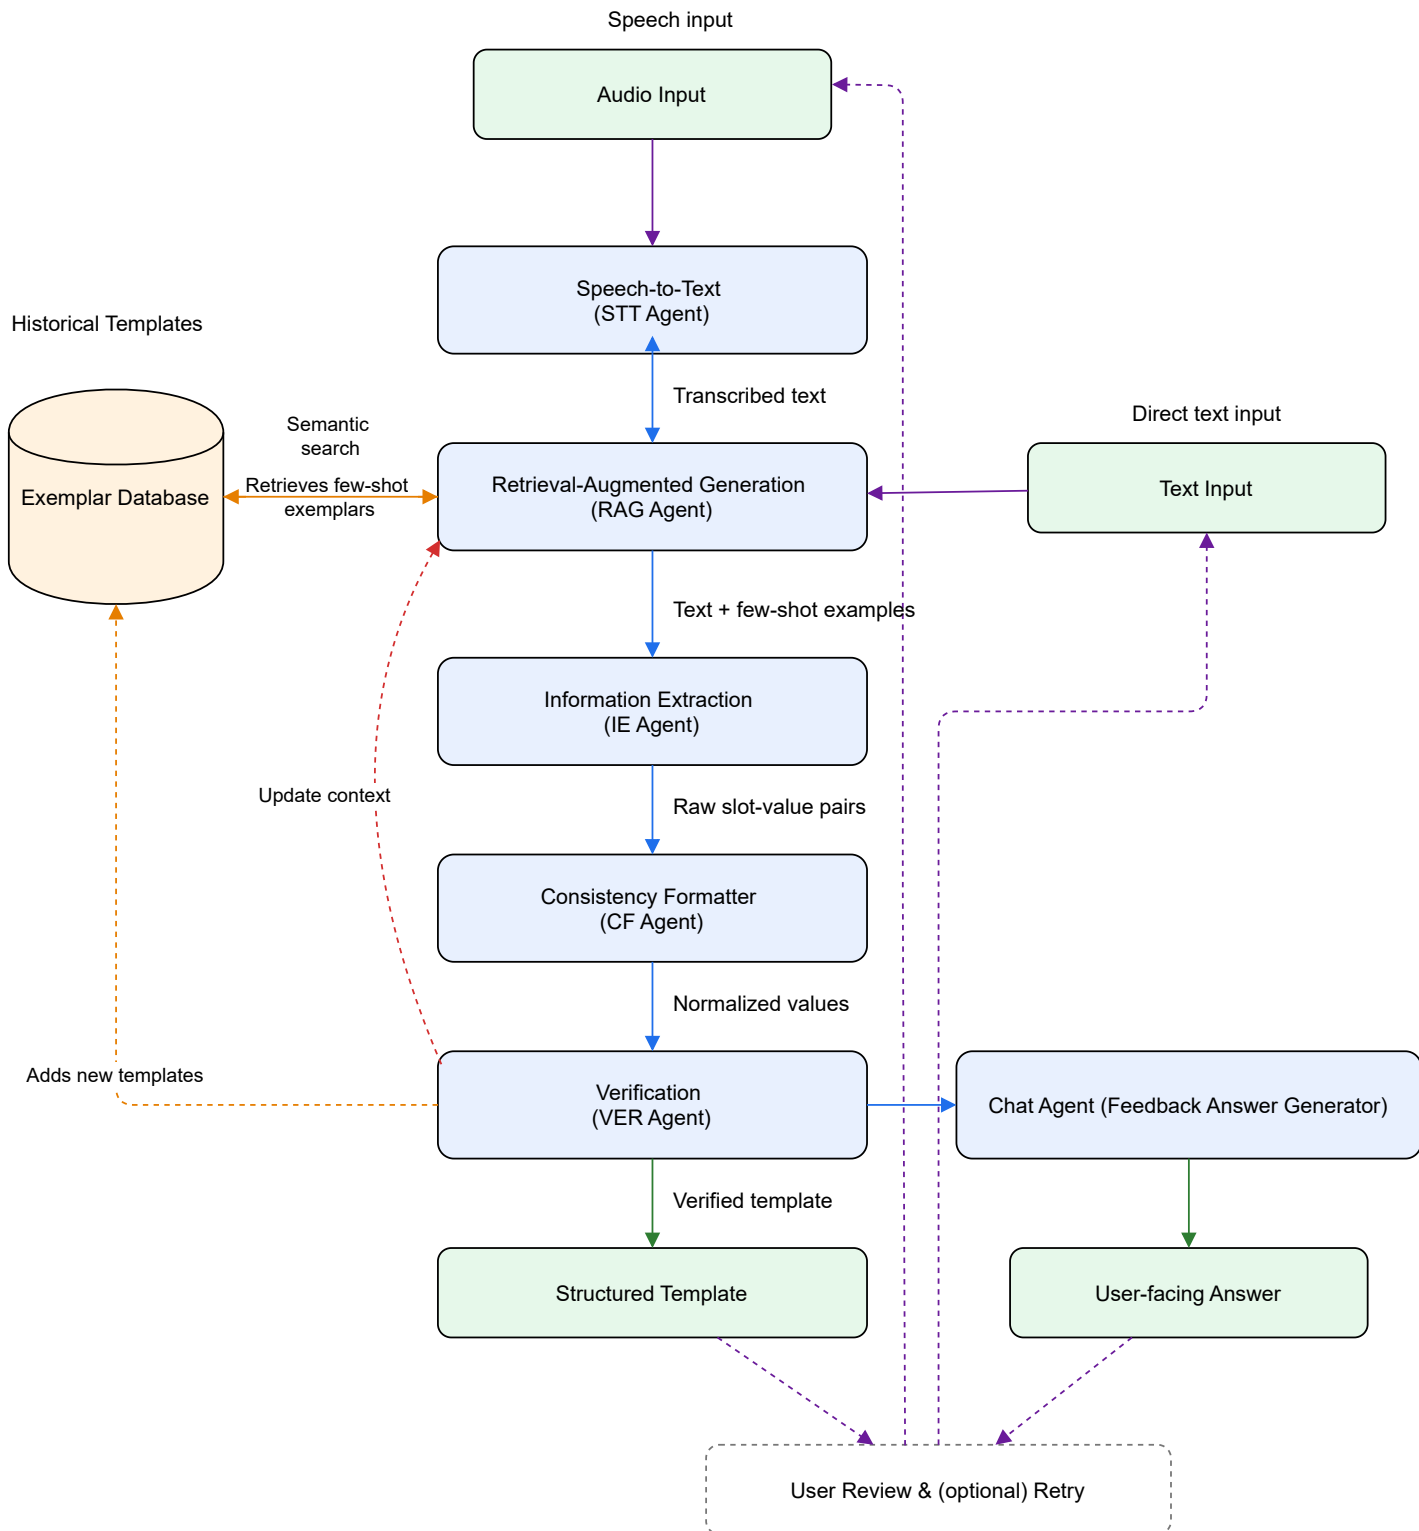 Speech input
Audio Input
Speech-to-Text
(STT Agent)
Historical Templates
Transcribed text
Direct text input
Semantic
search
Exemplar Database
Retrieves few-shot
exemplars
Retrieval-Augmented Generation
(RAG Agent)
Text Input
Text + few-shot examples
Information Extraction
(IE Agent)
Update context
Raw slot-value pairs
Consistency Formatter
(CF Agent)
Normalized values
Adds new templates
Verification
(VER Agent)
Chat Agent (Feedback Answer Generator)
Verified template
Structured Template
User-facing Answer
User Review & (optional) Retry